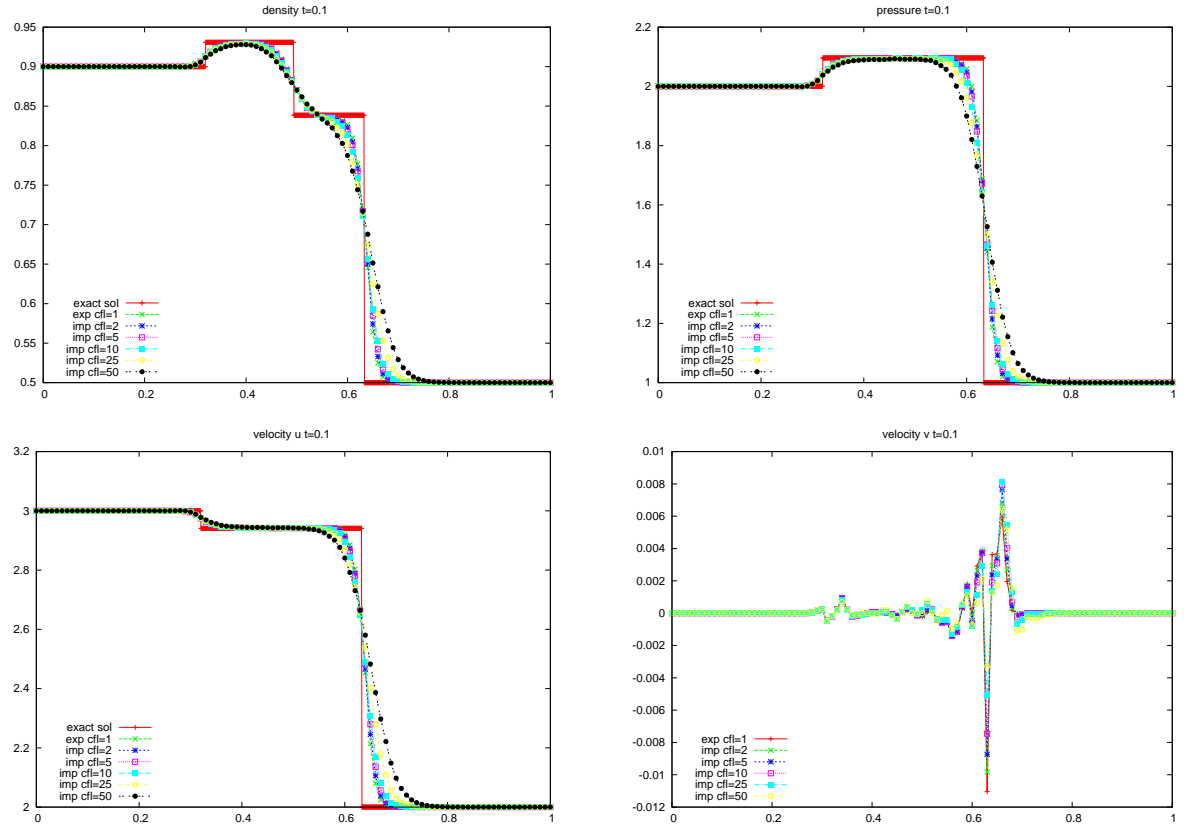 density t=0.1
0.95
0.9
0.85
0.8
0.75
0.7
0.65
0.6
0.55
0.5
exact sol
exp cfl=1
imp cfl=2
imp cfl=5
imp cfl=10
imp cfl=25
imp cfl=50
0 0.2 0.4 0.6 0.8 1
pressure t=0.1
2.2
2
1.8
1.6
1.4
1.2
1
exact sol
exp cfl=1
imp cfl=2
imp cfl=5
imp cfl=10
imp cfl=25
imp cfl=50
0 0.2 0.4 0.6 0.8 1
velocity u t=0.1
3.2
3
2.8
2.6
2.4
2.2
2
exact sol
exp cfl=1
imp cfl=2
imp cfl=5
imp cfl=10
imp cfl=25
imp cfl=50
0 0.2 0.4 0.6 0.8 1
velocity v t=0.1
0.01
0.008
0.006
0.004
0.002
0
-0.002
-0.004
-0.006
-0.008
-0.01
-0.012
exp cfl=1
imp cfl=2
imp cfl=5
imp cfl=10
imp cfl=25
imp cfl=50
0 0.2 0.4 0.6 0.8 1